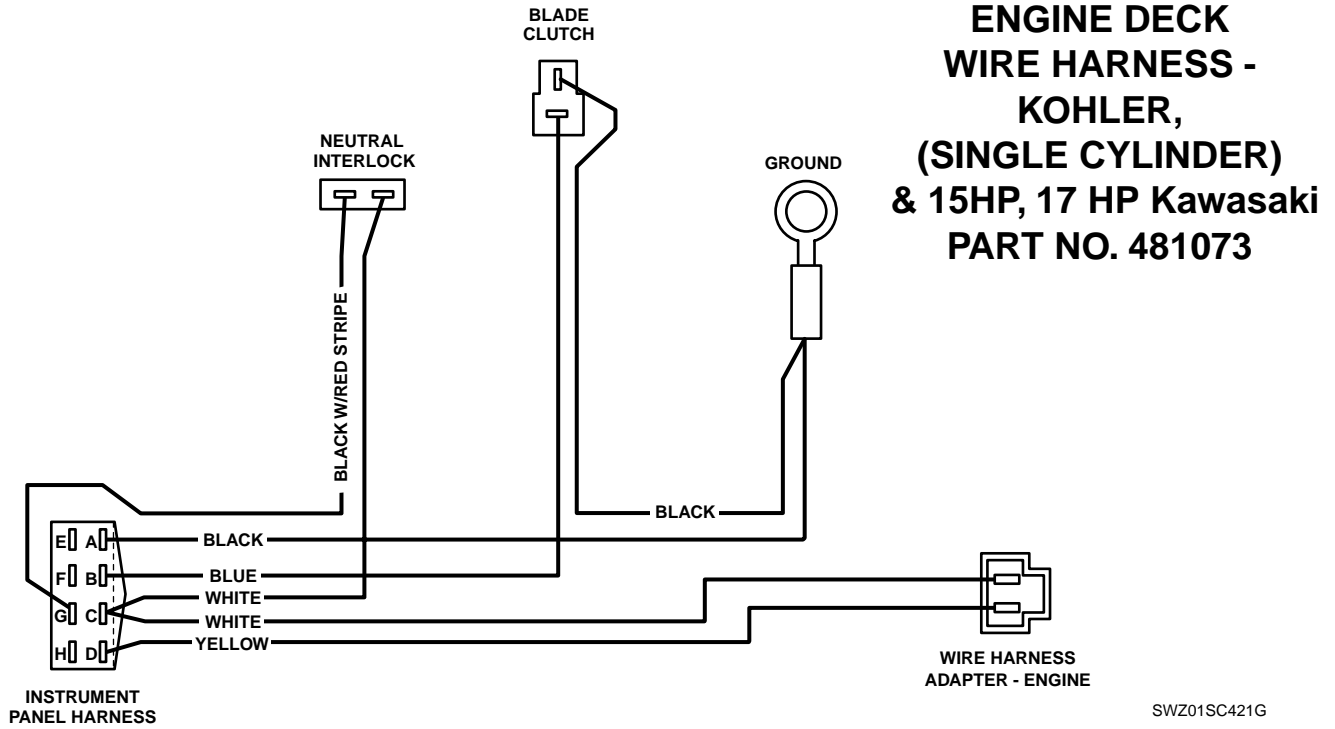 ENGINE DECK
WIRE HARNESS -
KOHLER,
(SINGLE CYLINDER)
& 15HP, 17 HP Kawasaki
PART NO. 481073
BLADE
CLUTCH
NEUTRAL
INTERLOCK
GROUND
BLACK W/RED STRIPE
BLACK
E A
BLACK
F B
BLUE
WHITE
G C
WHITE
H D
YELLOW
INSTRUMENT
PANEL HARNESS
WIRE HARNESS
ADAPTER - ENGINE
SWZ01SC421G